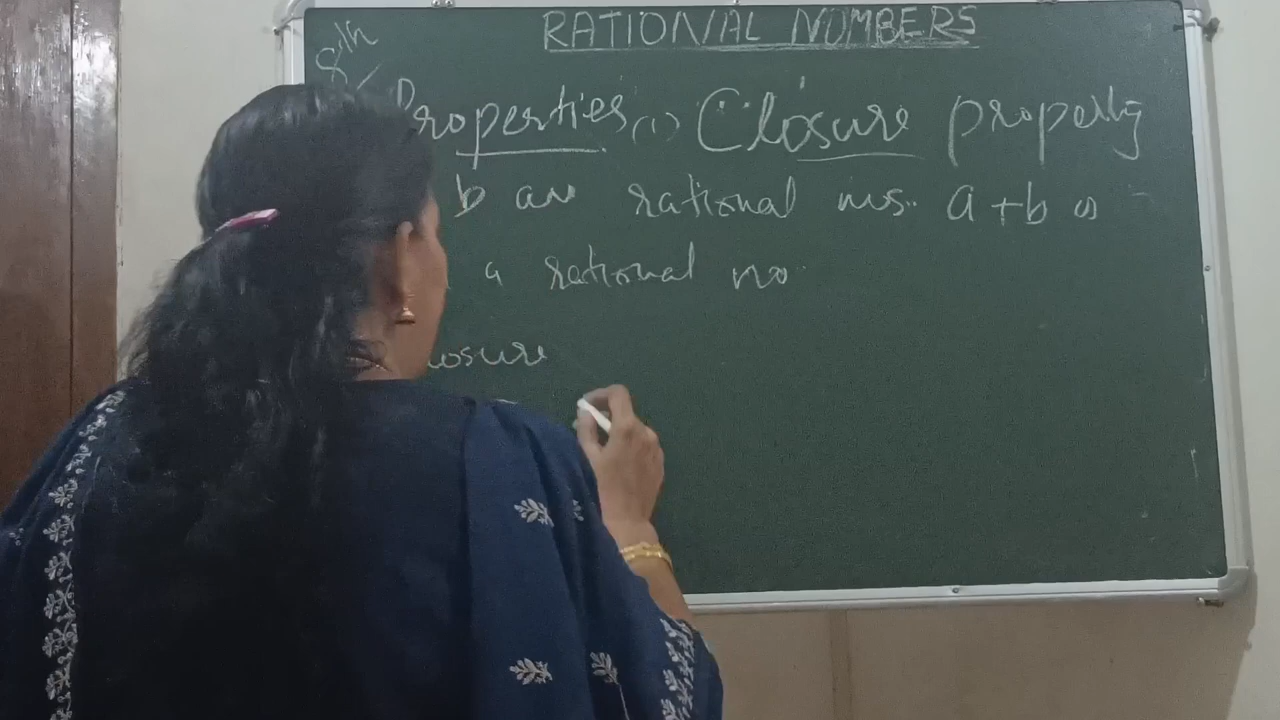 RATIONAL NUMBERS
8th
Properties (1) Closure property
b are rational nos. a+b is
a rational no
losure